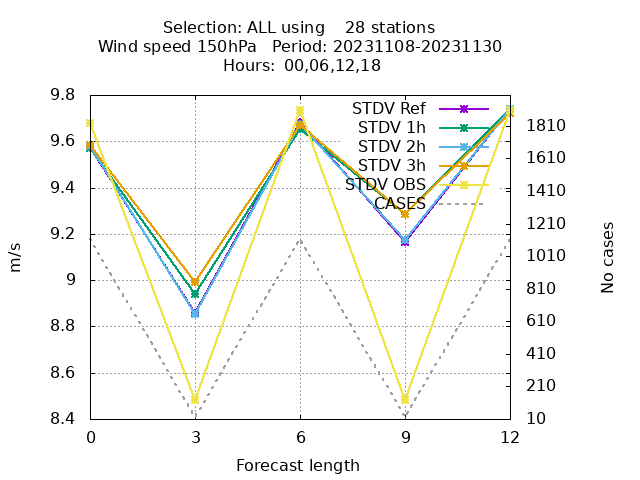 Selection: ALL using    28 stations
Wind speed 150hPa   Period: 20231108-20231130
Hours:  00,06,12,18
STDV Ref
STDV 1h
STDV 2h
STDV 3h
STDV OBS
CASES
9.8
9.6
9.4
9.2
9
8.8
8.6
8.4
m/s
1810
1610
1410
1210
1010
810
610
410
210
10
No cases
0 3 6 9 12
Forecast length